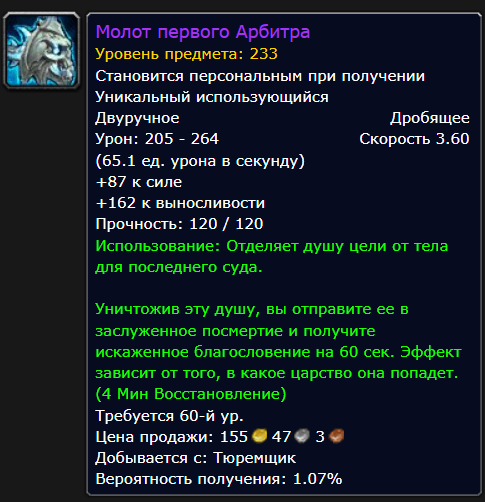 Молот первого Арбитра
Уровень предмета: 233
Становится персональным при получении
Уникальный использующийся
Двуручное Дробящее
Урон: 205 - 264 Скорость 3.60
(65.1 ед. урона в секунду)
+87 к силе
+162 к выносливости
Прочность: 120 / 120
Использование: Отделяет душу цели от тела
для последнего суда.
Уничтожив эту душу, вы отправите ее в
заслуженное посмертие и получите
искаженное благословение на 60 сек. Эффект
зависит от того, в какое царство она попадет.
(4 Мин Восстановление)
Требуется 60-й ур.
Цена продажи: 155 47 3
Добывается с: Тюремщик
Вероятность получения: 1.07%